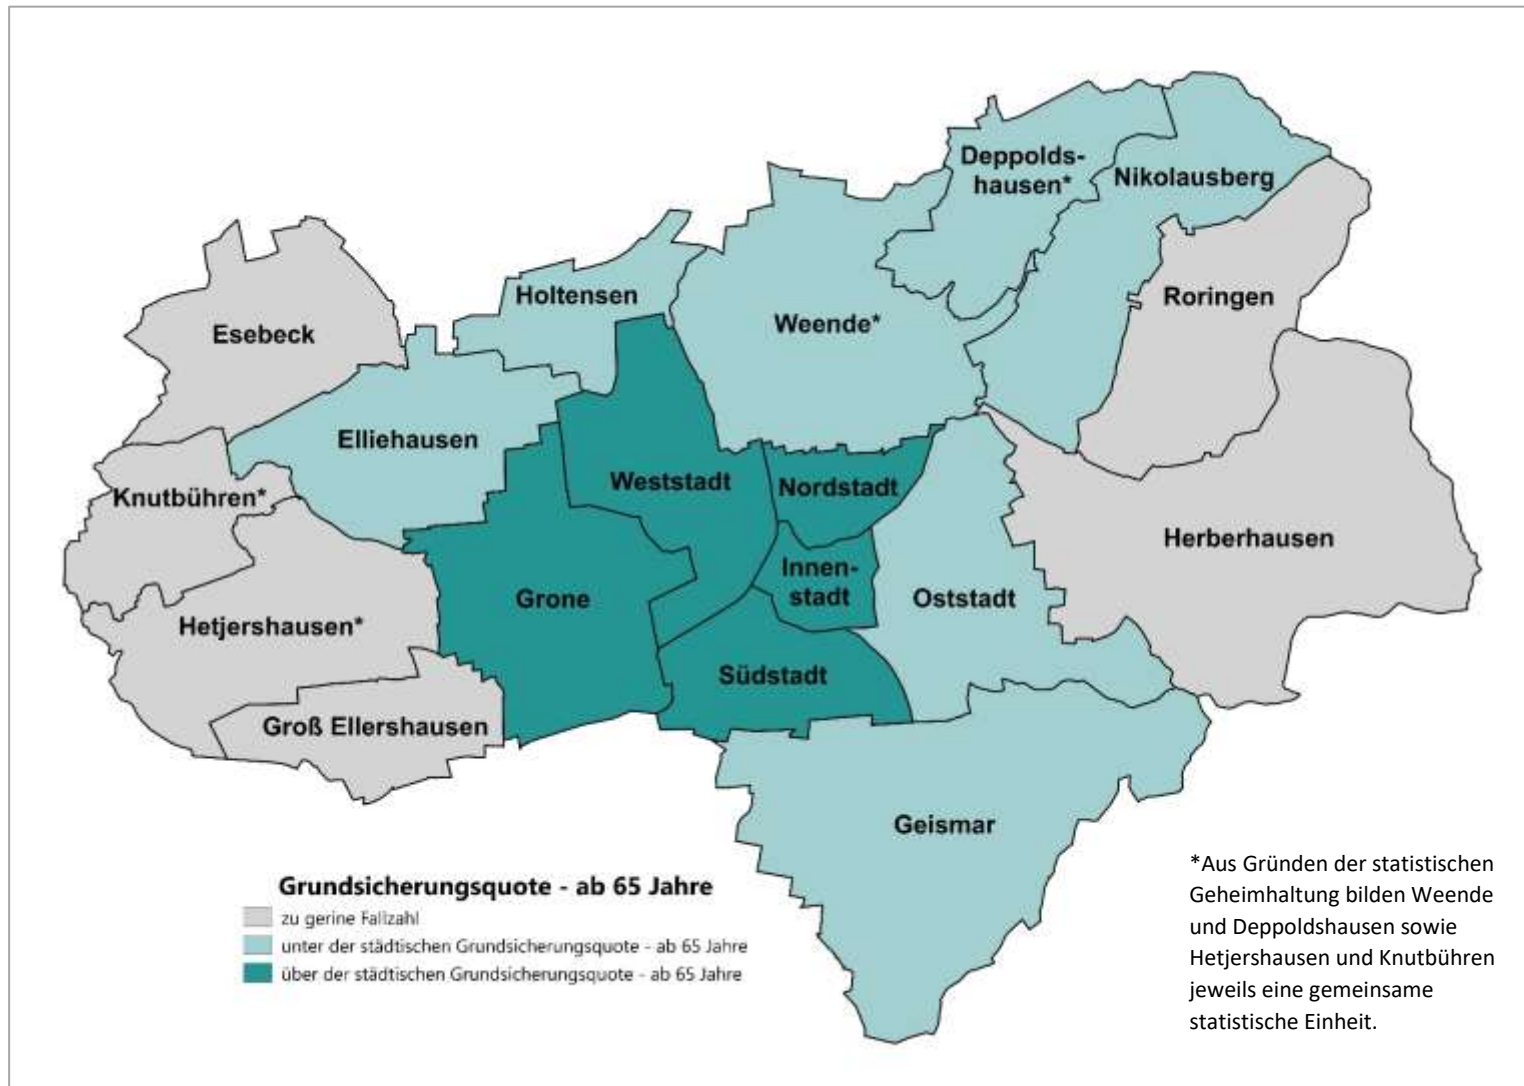 Deppolds-
hausen*
Nikolausberg
Holtensen
Roringen
Esebeck
Weende*
Elliehausen
Weststadt
Nordstadt
Knutbühren*
Herberhausen
Innen-
stadt
Grone
Oststadt
Hetjershausen*
Südstadt
Groß Ellershausen
Geismar
Grundsicherungsquote - ab 65 Jahre
zu gerine Fallzahl
unter der städtischen Grundsicherungsquote - ab 65 Jahre
über der städtischen Grundsicherungsquote - ab 65 Jahre
*Aus Gründen der statistischen
Geheimhaltung bilden Weende
und Deppoldshausen sowie
Hetjershausen und Knutbühren
jeweils eine gemeinsame
statistische Einheit.